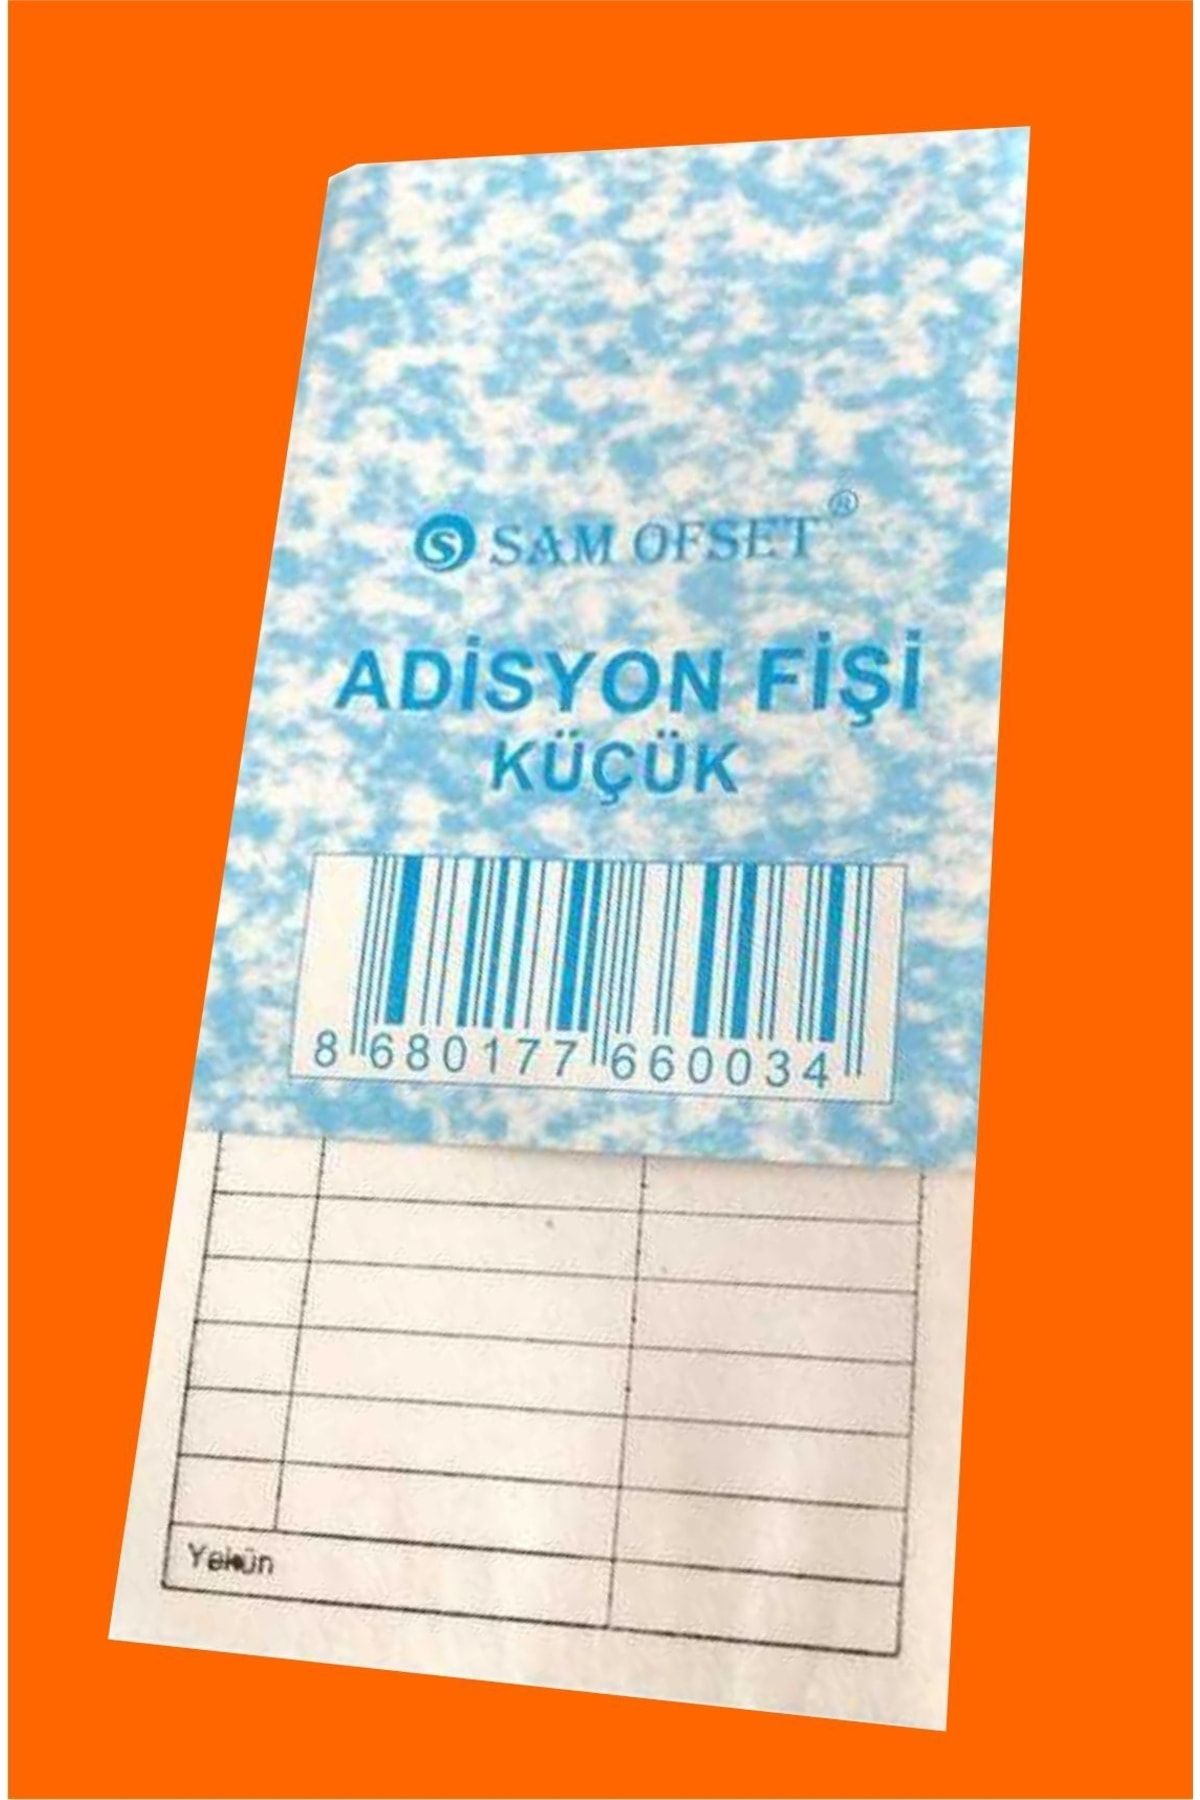 S SAM OFSET®
ADİSYON FİŞİ
KÜÇÜK
8 680177 660034
Yekün